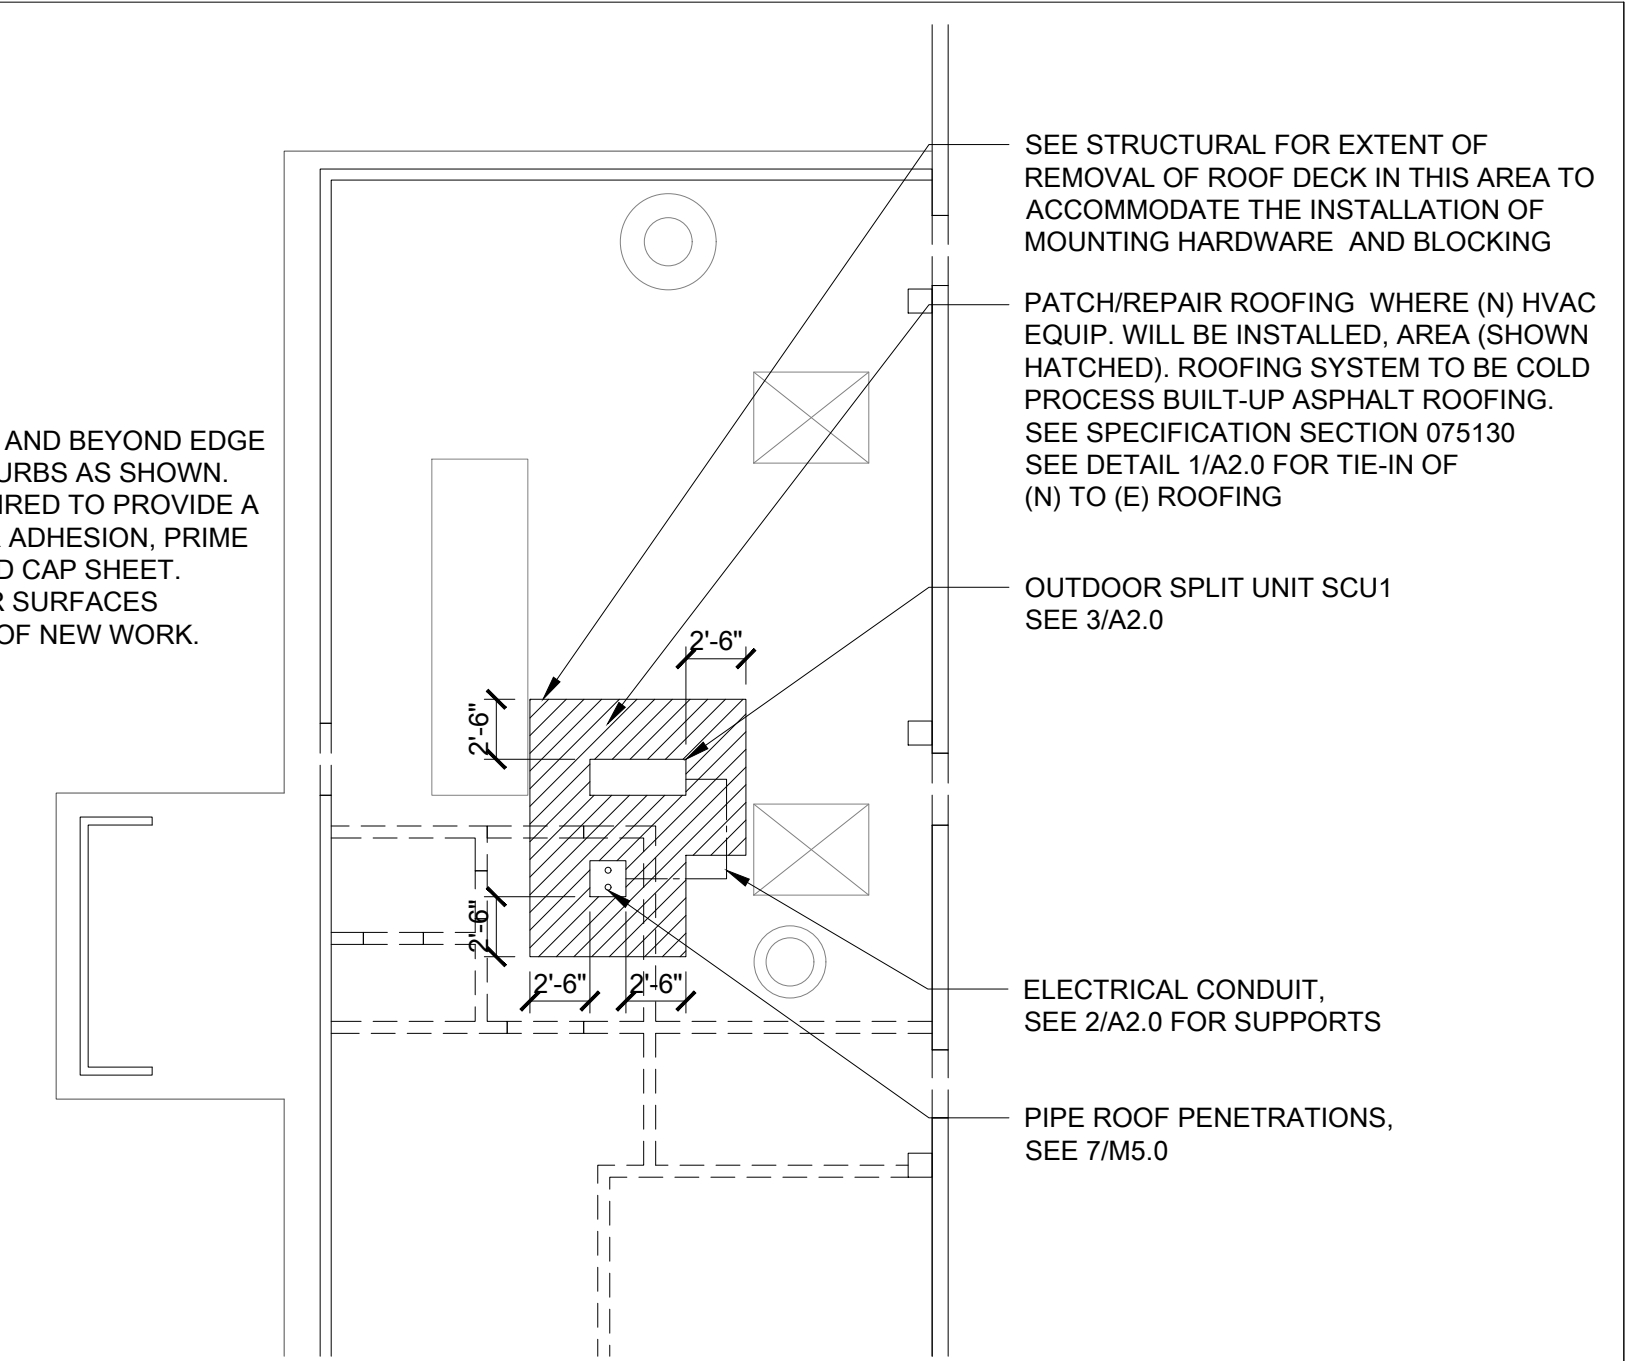 SEE STRUCTURAL FOR EXTENT OF
REMOVAL OF ROOF DECK IN THIS AREA TO
ACCOMMODATE THE INSTALLATION OF
MOUNTING HARDWARE AND BLOCKING
PATCH/REPAIR ROOFING WHERE (N) HVAC
EQUIP. WILL BE INSTALLED, AREA (SHOWN
HATCHED). ROOFING SYSTEM TO BE COLD
PROCESS BUILT-UP ASPHALT ROOFING.
SEE SPECIFICATION SECTION 075130
SEE DETAIL 1/A2.0 FOR TIE-IN OF
(N) TO (E) ROOFING
AND BEYOND EDGE
URBS AS SHOWN.
IRED TO PROVIDE A
ADHESION, PRIME
D CAP SHEET.
R SURFACES
OF NEW WORK.
OUTDOOR SPLIT UNIT SCU1
SEE 3/A2.0
2'-6"
2'-6"
2'-6"
2'-6"
2'-6"
ELECTRICAL CONDUIT,
SEE 2/A2.0 FOR SUPPORTS
PIPE ROOF PENETRATIONS,
SEE 7/M5.0